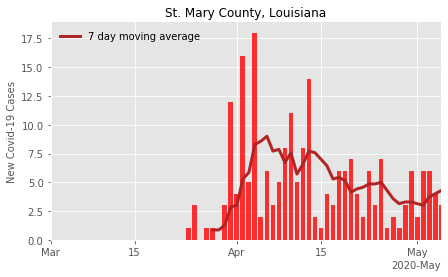 St. Mary County, Louisiana
7 day moving average
New Covid-19 Cases
17.5
15.0
12.5
10.0
7.5
5.0
2.5
0.0
Mar
15
Apr
15
May
2020-May